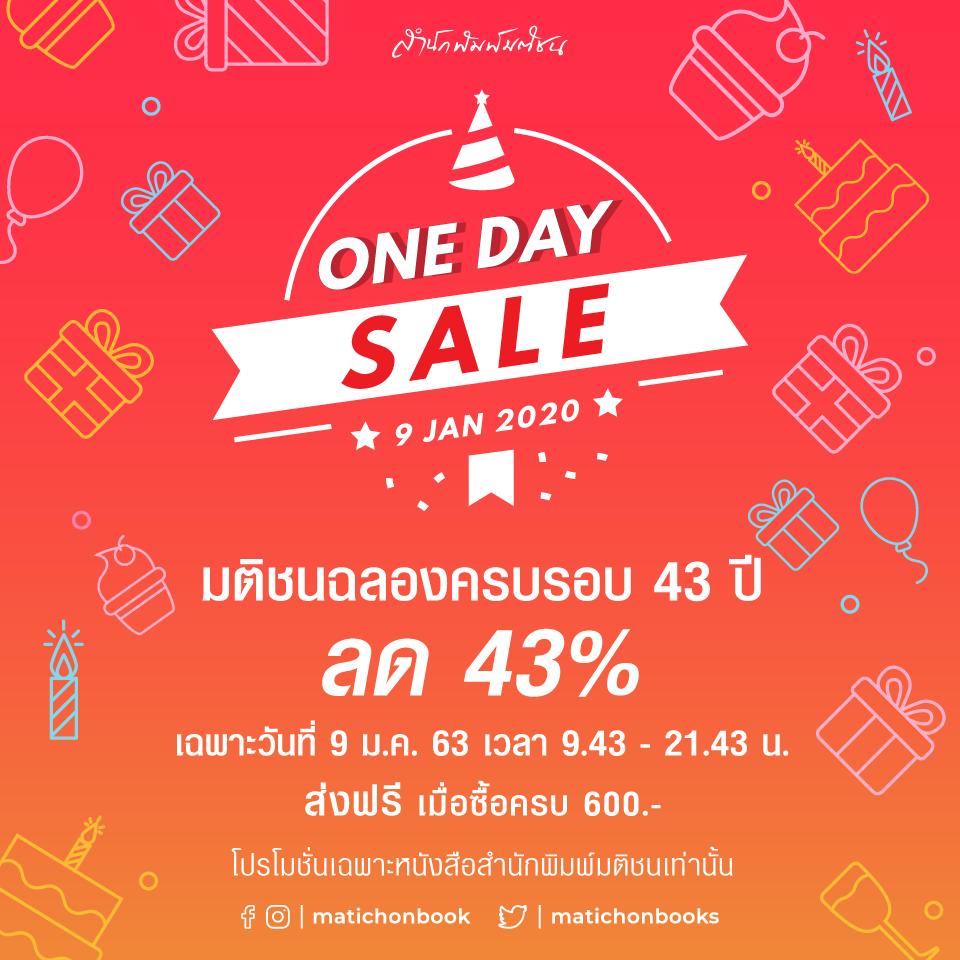 สำนักพิมพ์มติชน
ONE DAY
SALE
9 JAN 2020
มติชนฉลองครบรอบ 43 ปี
ลด 43%
เฉพาะวันที่ 9 ม.ค. 63 เวลา 9.43 - 21.43 น.
ส่งฟรี เมื่อซื้อครบ 600.-
โปรโมชั่นเฉพาะหนังสือสำนักพิมพ์มติชนเท่านั้น
| matichonbook | matichonbooks